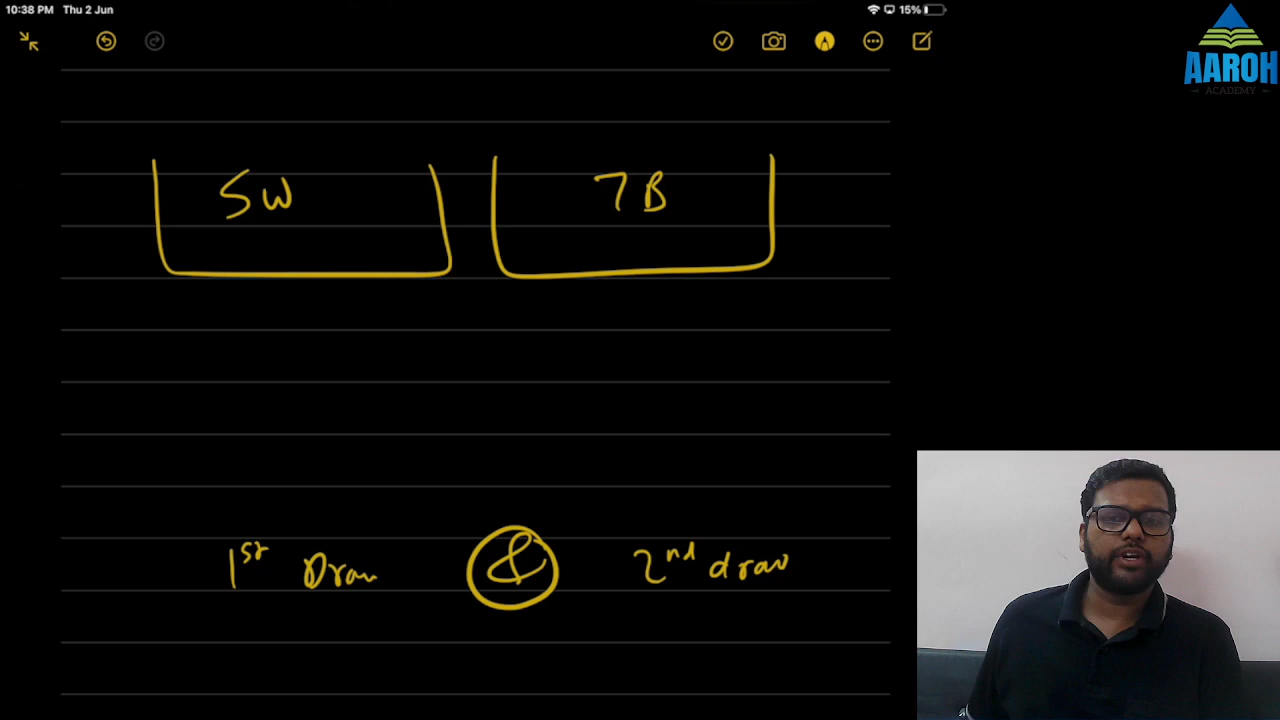 10:38 PM Thu 2 Jun 15%
AAROH
ACADEMY
5W 7B
1st Draw & 2nd draw